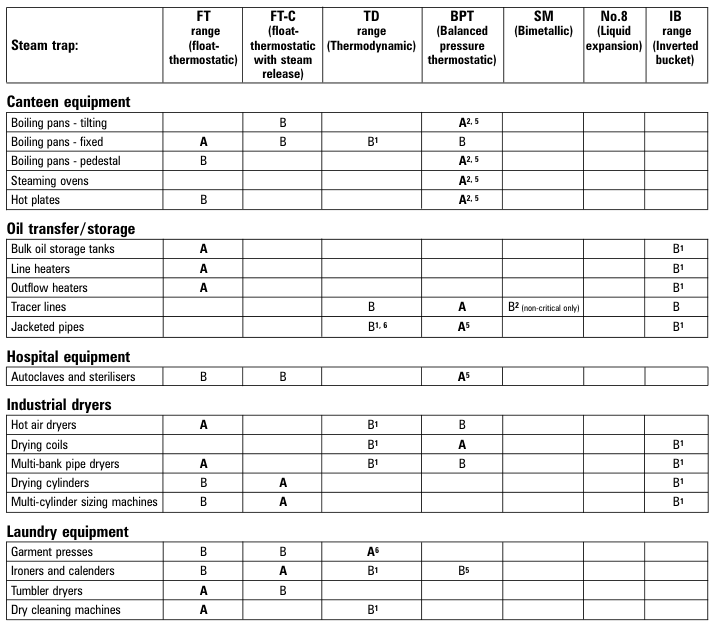 Steam trap: FT range (float-thermostatic) FT-C (float-thermostatic with steam release) TD range (Thermodynamic) BPT (Balanced pressure thermostatic) SM (Bimetallic) No.8 (Liquid expansion) IB range (Inverted bucket)
Canteen equipment
Boiling pans - tilting B A2, 5
Boiling pans - fixed A B B1 B
Boiling pans - pedestal B A2, 5
Steaming ovens A2, 5
Hot plates B A2, 5
Oil transfer/storage
Bulk oil storage tanks A B1
Line heaters A B1
Outflow heaters A B1
Tracer lines B A B2 (non-critical only) B
Jacketed pipes B1, 6 A5 B1
Hospital equipment
Autoclaves and sterilisers B B A5
Industrial dryers
Hot air dryers A B1 B
Drying coils B1 A B1
Multi-bank pipe dryers A B1 B B1
Drying cylinders B A B1
Multi-cylinder sizing machines B A B1
Laundry equipment
Garment presses B B A6
Ironers and calenders B A B1 B5
Tumbler dryers A B
Dry cleaning machines A B1